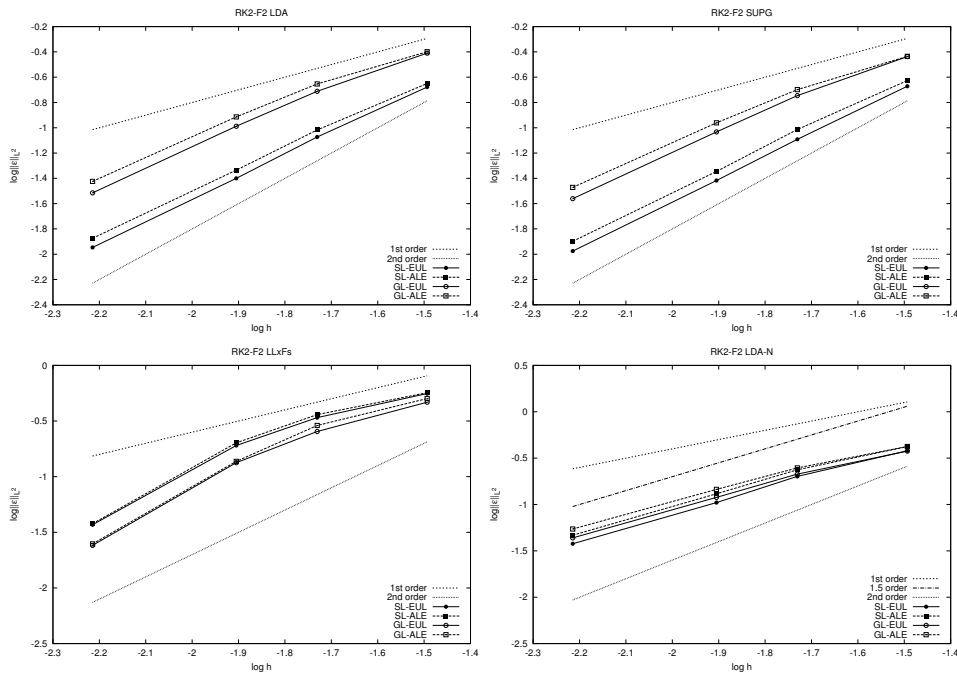 RK2-F2 LDA
-0.2
-0.4
-0.6
-0.8
-1
-1.2
-1.4
-1.6
-1.8
-2
-2.2
-2.4
log||ε||L²
1st order
2nd order
SL-EUL
SL-ALE
GL-EUL
GL-ALE
-2.3 -2.2 -2.1 -2 -1.9 -1.8 -1.7 -1.6 -1.5 -1.4
log h
RK2-F2 SUPG
-0.2
-0.4
-0.6
-0.8
-1
-1.2
-1.4
-1.6
-1.8
-2
-2.2
-2.4
log||ε||L²
1st order
2nd order
SL-EUL
SL-ALE
GL-EUL
GL-ALE
-2.3 -2.2 -2.1 -2 -1.9 -1.8 -1.7 -1.6 -1.5 -1.4
log h
RK2-F2 LLxFs
0
-0.5
-1
-1.5
-2
-2.5
log||ε||L²
1st order
2nd order
SL-EUL
SL-ALE
GL-EUL
GL-ALE
-2.3 -2.2 -2.1 -2 -1.9 -1.8 -1.7 -1.6 -1.5 -1.4
log h
RK2-F2 LDA-N
0.5
0
-0.5
-1
-1.5
-2
-2.5
log||ε||L²
1st order
1.5 order
2nd order
SL-EUL
SL-ALE
GL-EUL
GL-ALE
-2.3 -2.2 -2.1 -2 -1.9 -1.8 -1.7 -1.6 -1.5 -1.4
log h